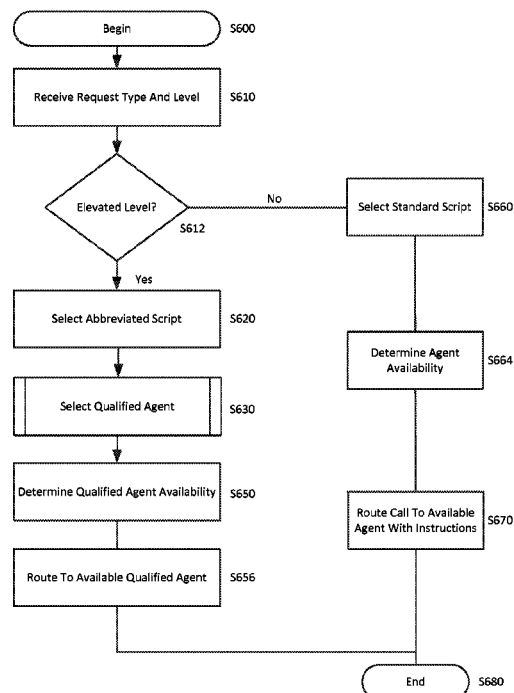 Begin S600
Receive Request Type And Level S610
Elevated Level? S612
No
Select Standard Script S660
Yes
Select Abbreviated Script S620
Determine Agent
Availability S664
Select Qualified Agent S630
Determine Qualified Agent Availability S650
Route Call To Available
Agent With Instructions S670
Route To Available Qualified Agent S656
End S680